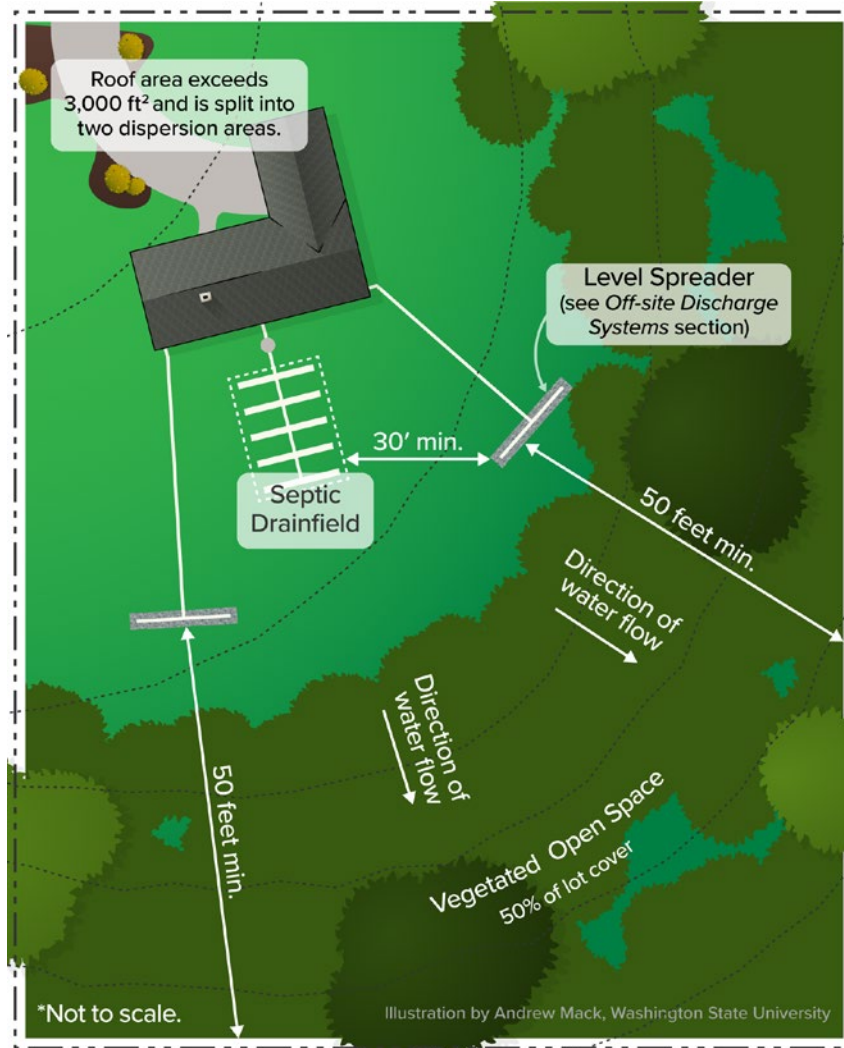 Roof area exceeds
3,000 ft² and is split into
two dispersion areas.
Level Spreader
(see Off-site Discharge
Systems section)
30' min.
Septic
Drainfield
50 feet min.
Direction of
water flow
Direction of
water flow
50 feet min.
Vegetated Open Space
50% of lot cover
*Not to scale.
Illustration by Andrew Mack, Washington State University